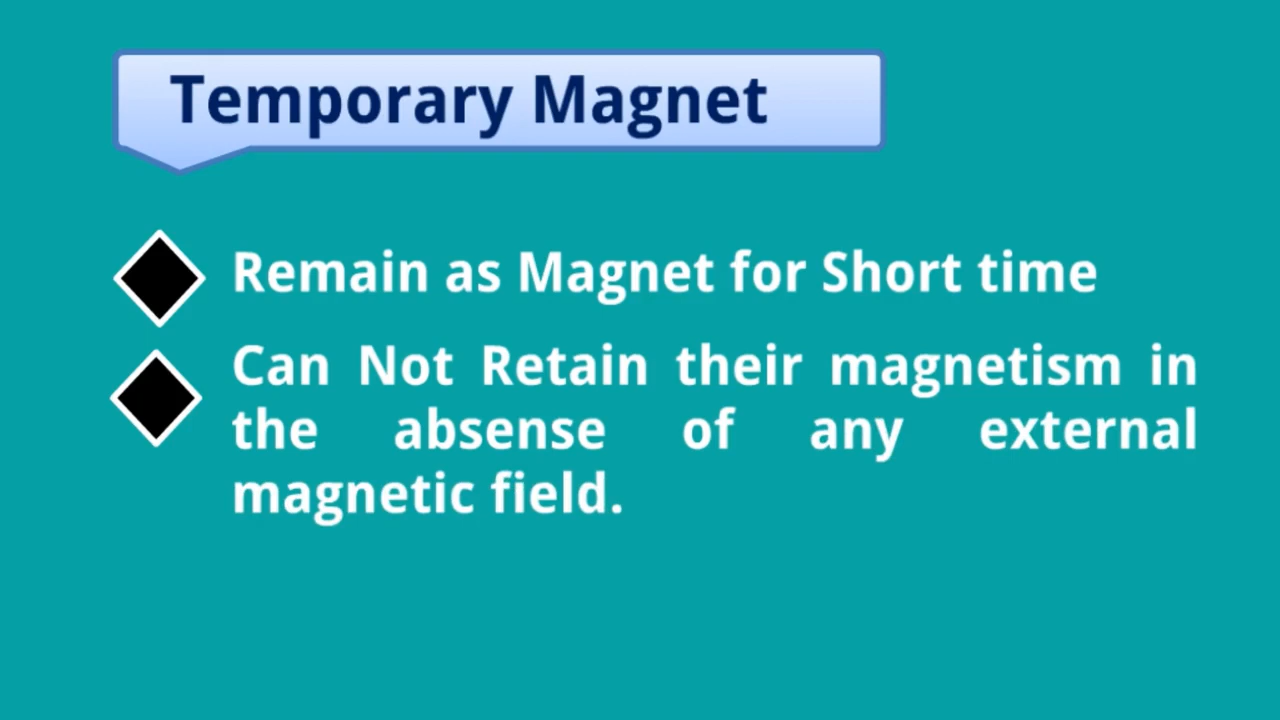 Temporary Magnet
Remain as Magnet for Short time
Can Not Retain their magnetism in
the absense of any external
magnetic field.